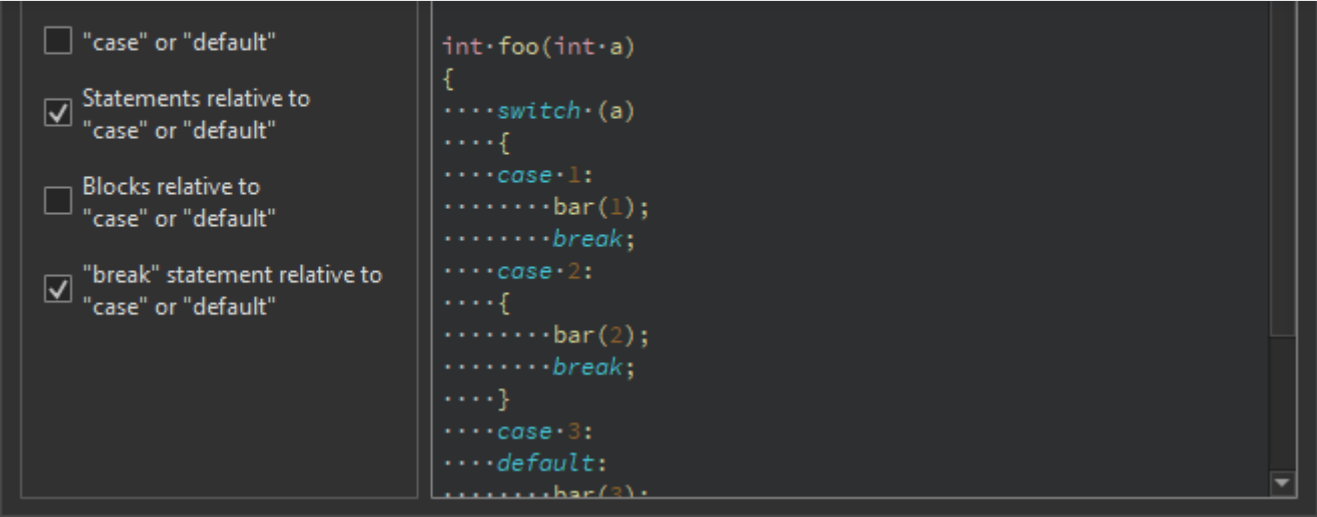 "case" or "default"
Statements relative to
"case" or "default"
Blocks relative to
"case" or "default"
"break" statement relative to
"case" or "default"
int·foo(int·a)
{
····switch·(a)
····{
····case·1:
········bar(1);
········break;
····case·2:
····{
········bar(2);
········break;
····}
····case·3:
····default:
········bar(3);